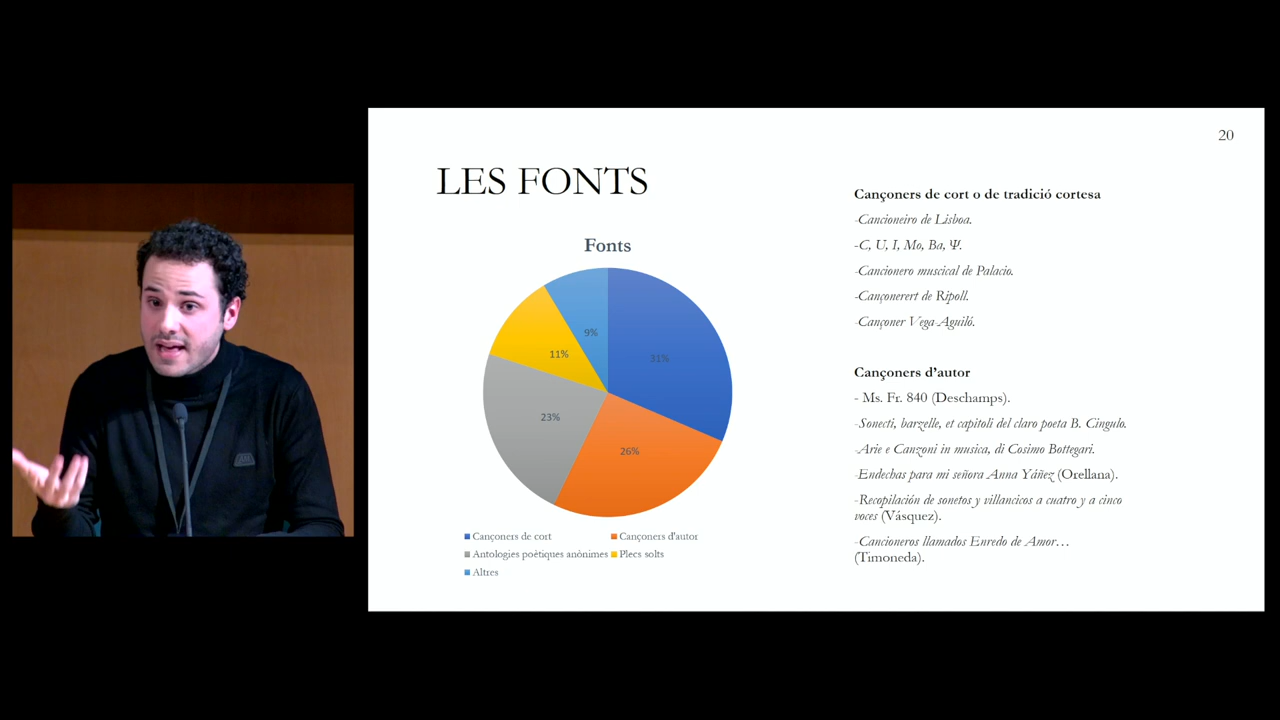 20
LES FONTS
Fonts
9%
31%
11%
23%
26%
Cançoners de cort
Cançoners d'autor
Antologies poètiques anònimes
Plecs solts
Altres
Cançoners de cort o de tradició cortesa
-Cancioneiro de Lisboa.
-C, U, I, Mo, Ba, Ψ.
-Cancionero muscical de Palacio.
-Cançonerert de Ripoll.
-Cançoner Vega Aguiló.
Cançoners d’autor
- Ms. Fr. 840 (Deschamps).
-Sonecti, barzelle, et capitoli del claro poeta B. Cingulo.
-Arie e Canzoni in musica, di Cosimo Bottegari.
-Endechas para mi señora Anna Yáñez (Orellana).
-Recopilación de sonetos y villancicos a cuatro y a cinco
voces (Vásquez).
-Cancioneros llamados Enredo de Amor…
(Timoneda).